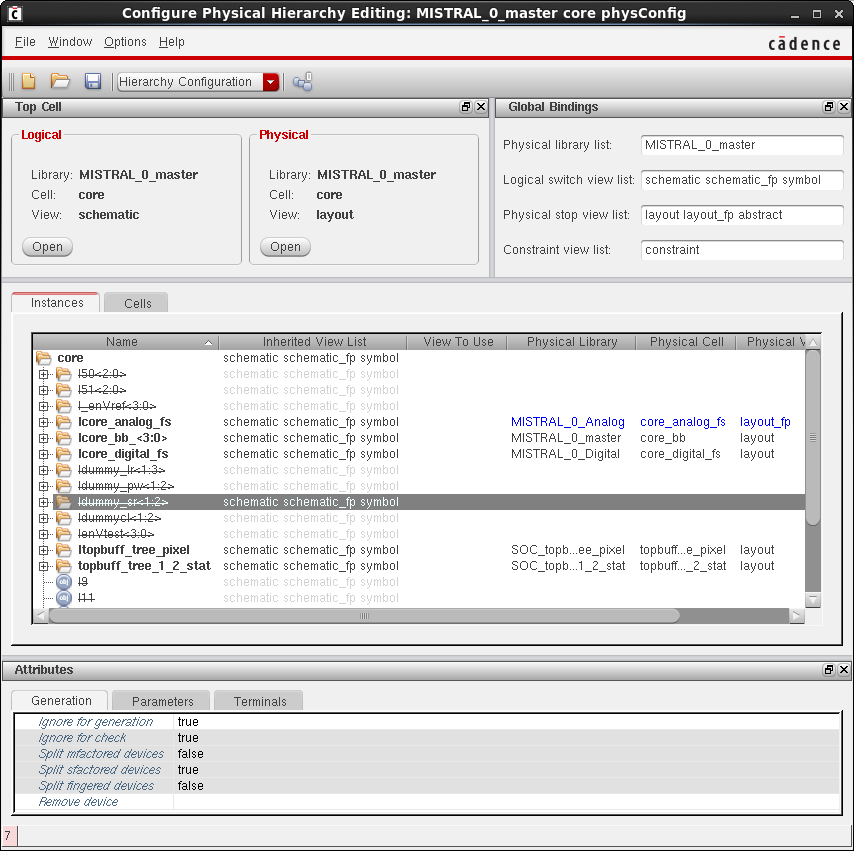 Configure Physical Hierarchy Editing: MISTRAL_0_master core physConfig
File Window Options Help
cādence
Hierarchy Configuration
Top Cell
Global Bindings
Logical
Library: MISTRAL_0_master
Cell: core
View: schematic
Open
Physical
Library: MISTRAL_0_master
Cell: core
View: layout
Open
Physical library list: MISTRAL_0_master
Logical switch view list: schematic schematic_fp symbol
Physical stop view list: layout layout_fp abstract
Constraint view list: constraint
Instances Cells
Name Inherited View List View To Use Physical Library Physical Cell Physical V
core schematic schematic_fp symbol
I50<2:0> schematic schematic_fp symbol
I51<2:0> schematic schematic_fp symbol
I_enVref<3:0> schematic schematic_fp symbol
Icore_analog_fs schematic schematic_fp symbol MISTRAL_0_Analog core_analog_fs layout_fp
Icore_bb_<3:0> schematic schematic_fp symbol MISTRAL_0_master core_bb layout
Icore_digital_fs schematic schematic_fp symbol MISTRAL_0_Digital core_digital_fs layout
Idummy_lr<1:3> schematic schematic_fp symbol
Idummy_pw<1:2> schematic schematic_fp symbol
Idummy_sr<1:2> schematic schematic_fp symbol
Idummycl<1:2> schematic schematic_fp symbol
IenVtest<3:0> schematic schematic_fp symbol
Itopbuff_tree_pixel schematic schematic_fp symbol SOC_topb...ee_pixel topbuff...e_pixel layout
topbuff_tree_1_2_stat schematic schematic_fp symbol SOC_topb...1_2_stat topbuff..._2_stat layout
obj I9 schematic schematic_fp symbol
obj I11 schematic schematic_fp symbol
Attributes
Generation Parameters Terminals
Ignore for generation true
Ignore for check true
Split mfactored devices false
Split sfactored devices true
Split fingered devices false
Remove device
7